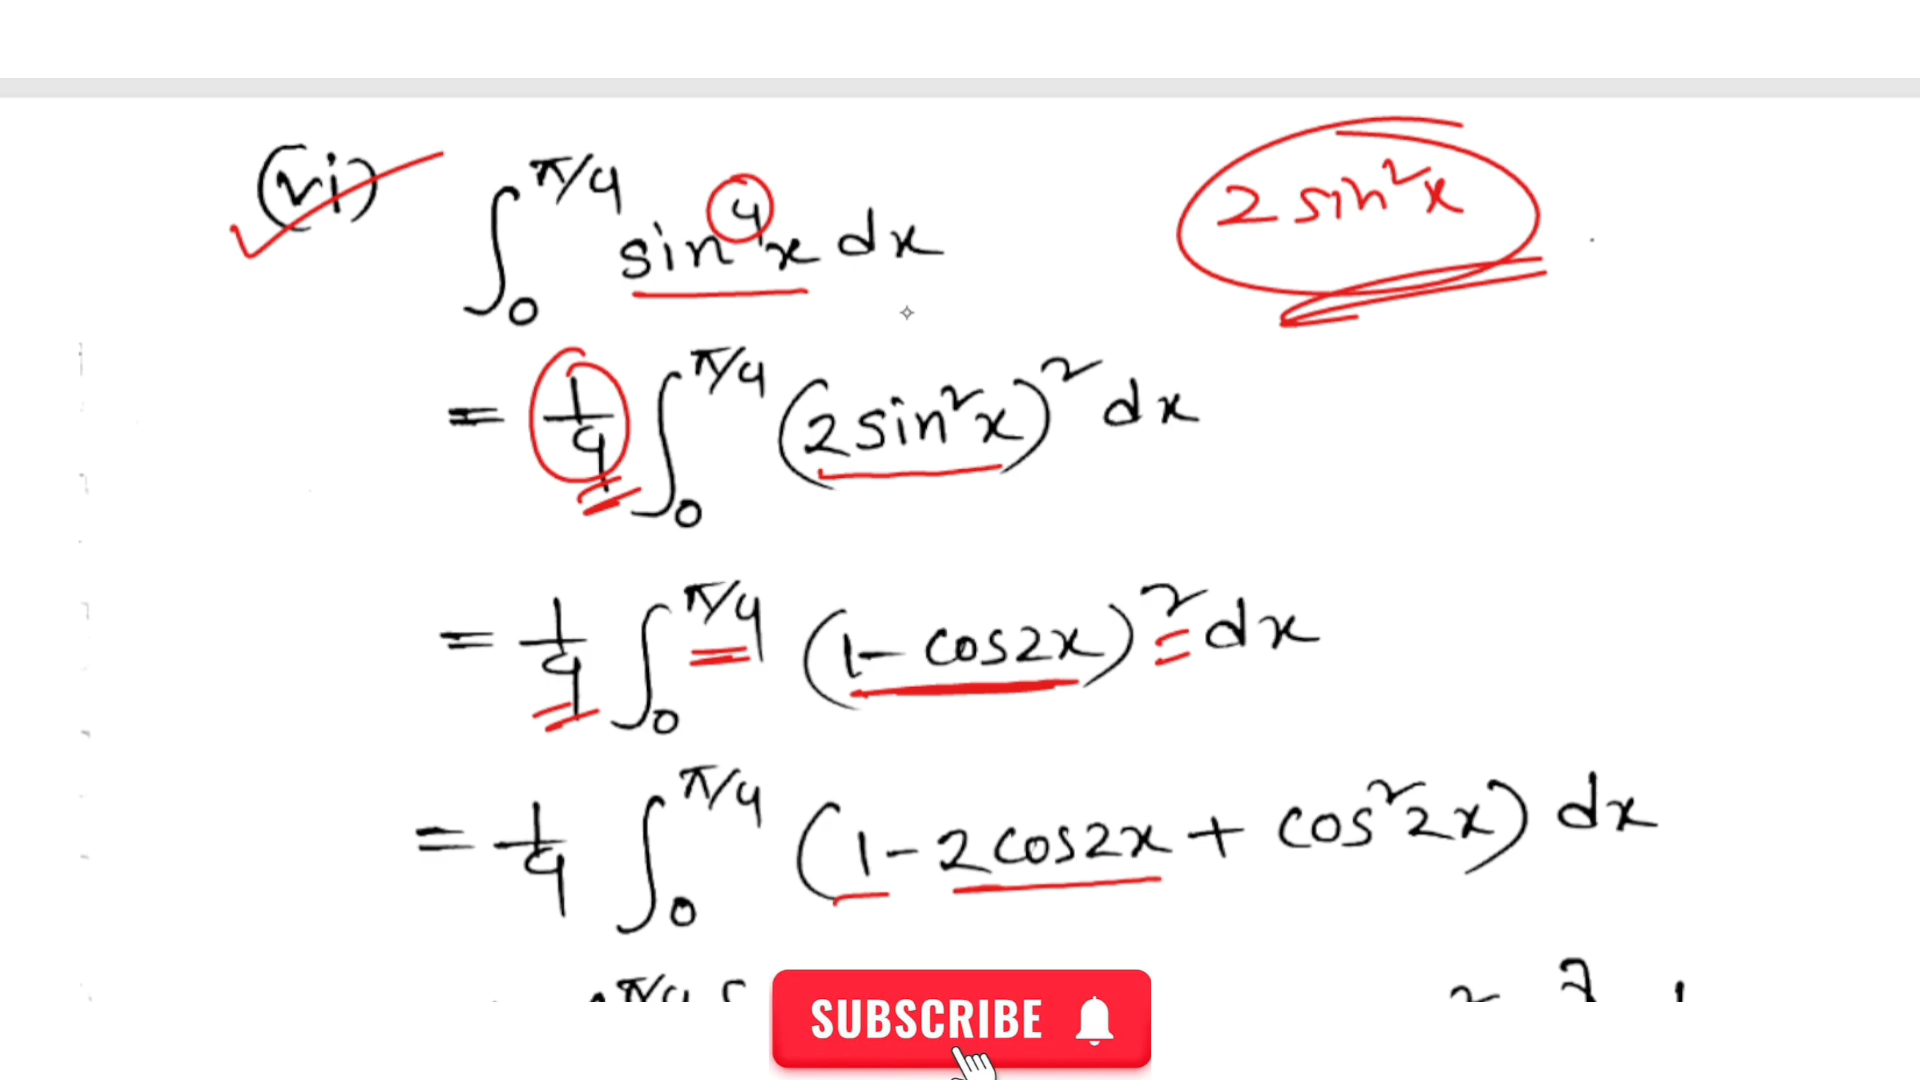 (vi) ∫₀^π/4 sin⁴x dx 2 sin²x
= 1/4 ∫₀^π/4 (2sin²x)² dx
= 1/4 ∫₀^π/4 (1 - cos2x)² dx
= 1/4 ∫₀^π/4 (1 - 2cos2x + cos²2x) dx
SUBSCRIBE